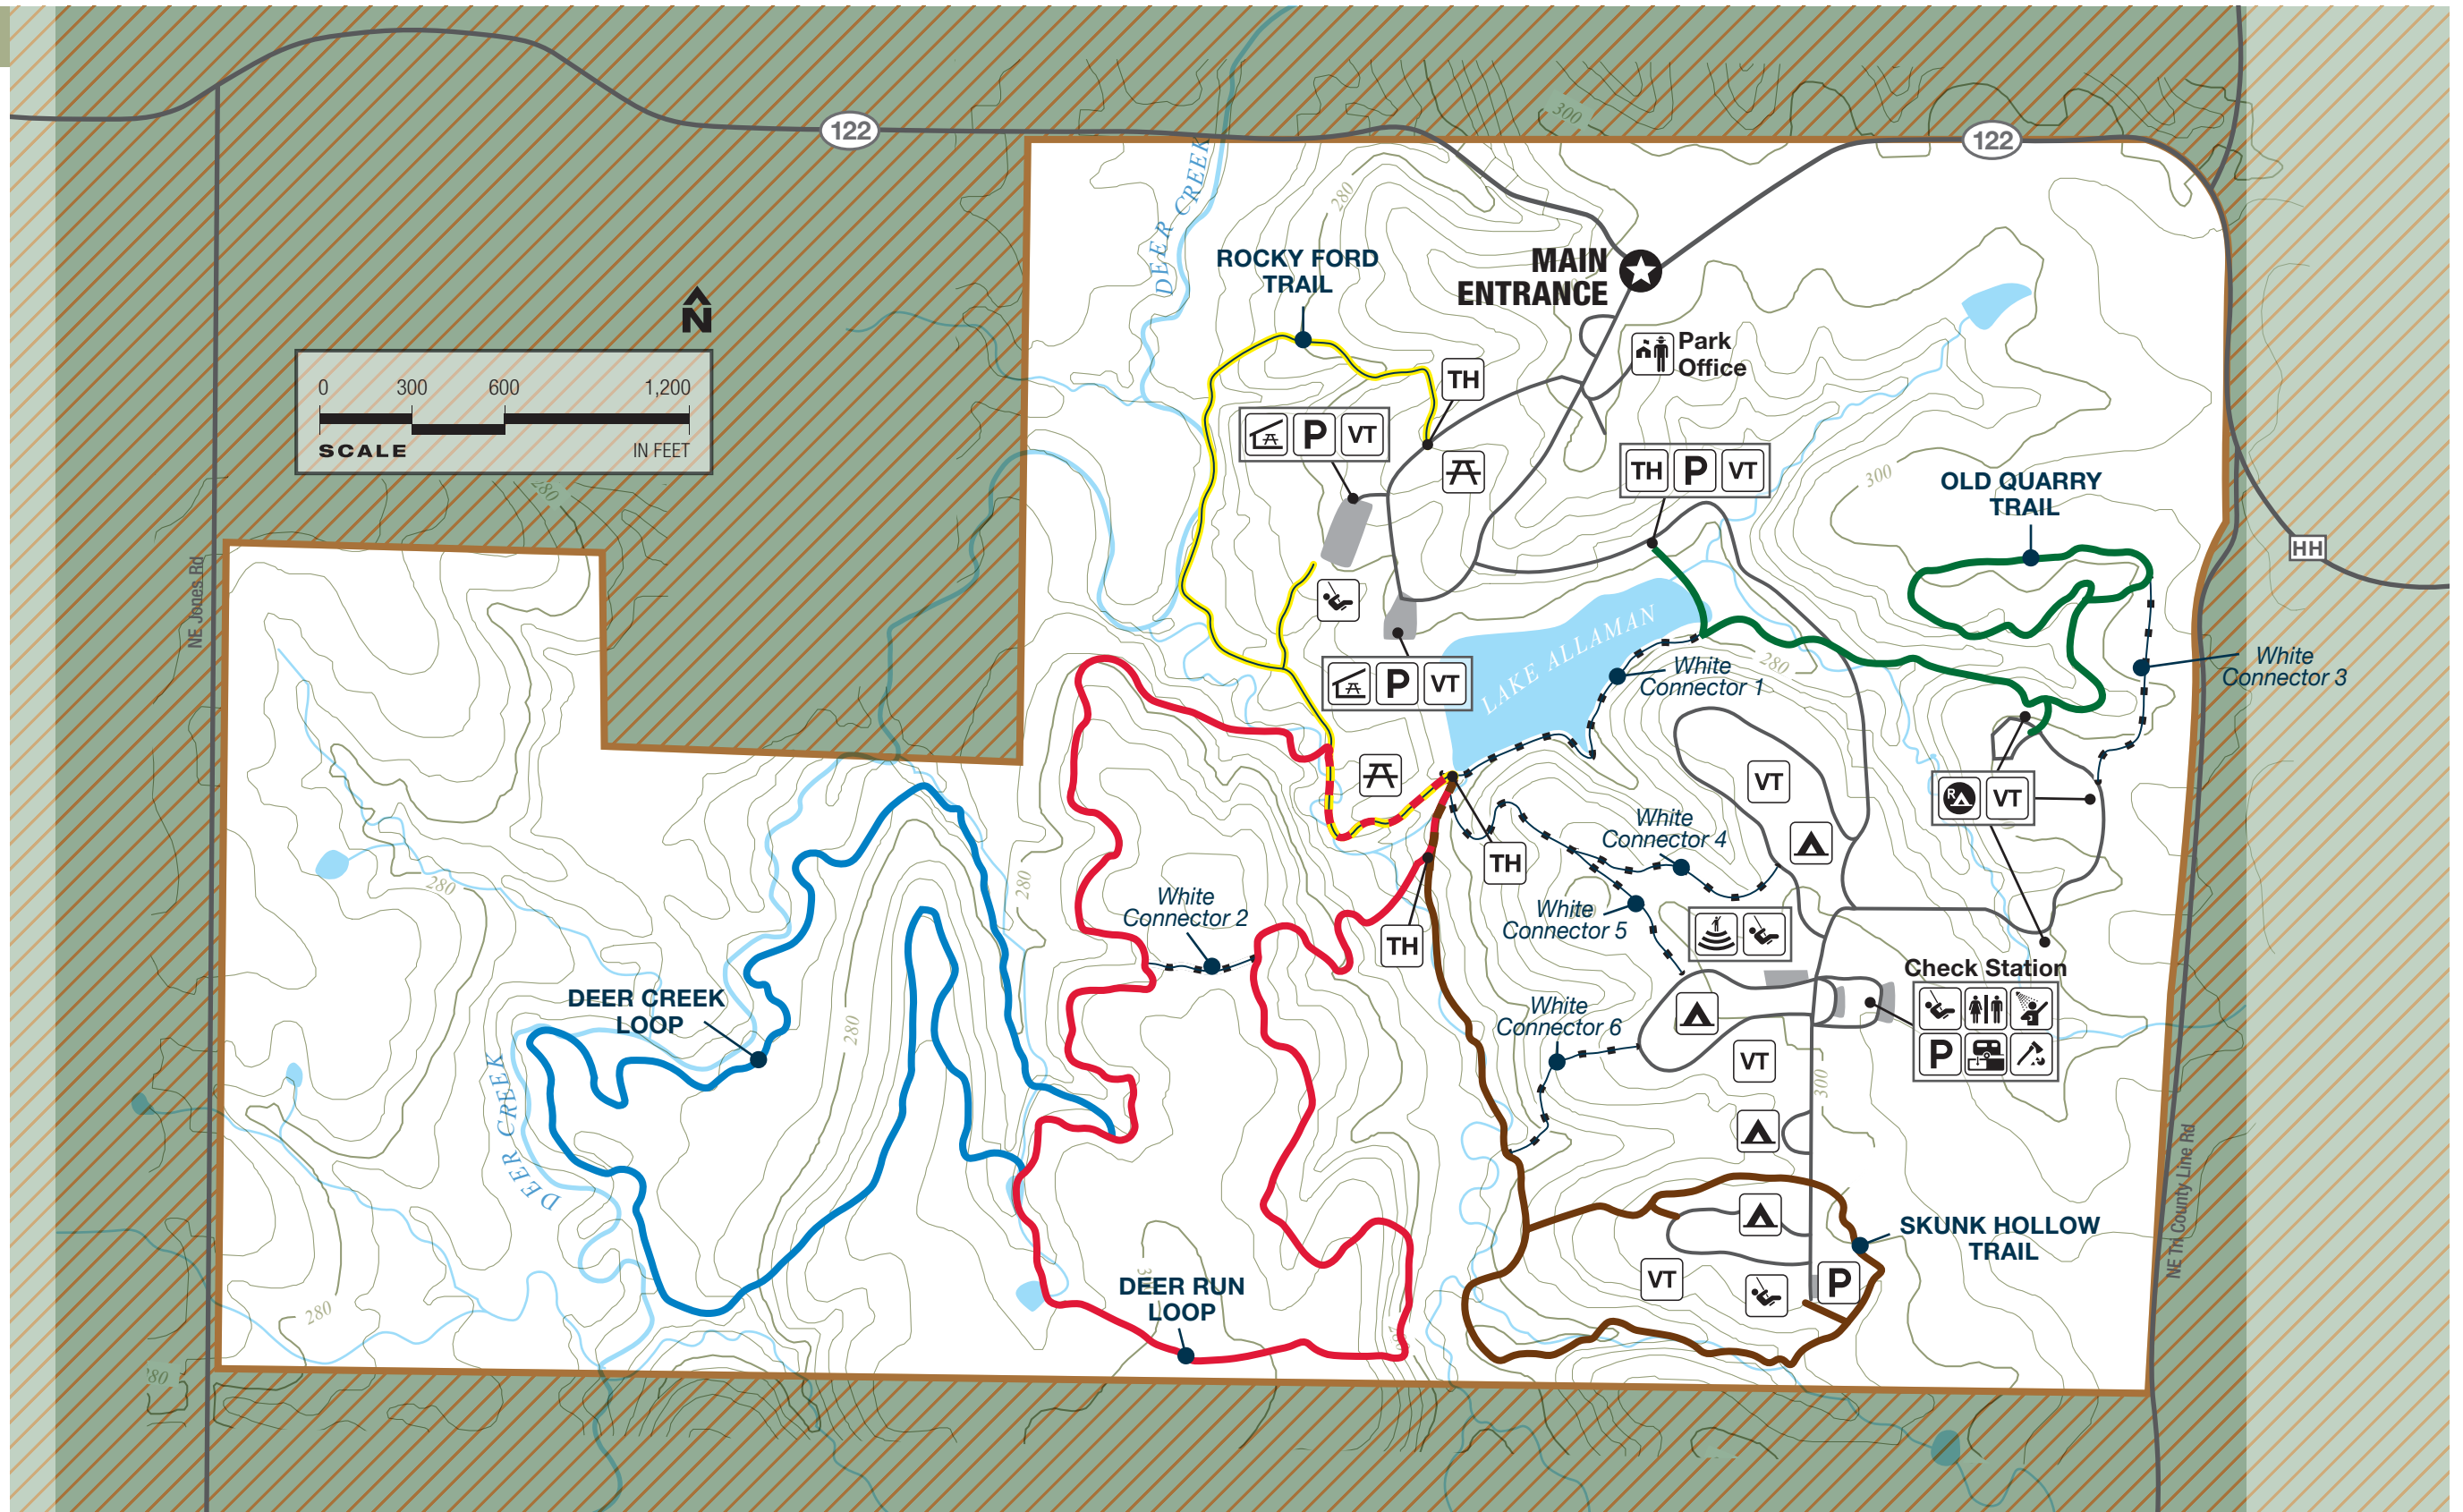 122
122
300
DEER CREEK
280
ROCKY FORD
TRAIL
MAIN
ENTRANCE
Park
Office
N
0 300 600 1,200
SCALE IN FEET
TH
P VT
TH P VT
280
300
OLD QUARRY
TRAIL
HH
NE Jones Rd
LAKE ALLAMAN
280
White
Connector 1
White
Connector 3
P VT
VT
R VT
White
Connector 4
TH
280
280
White
Connector 2
White
Connector 5
TH
Check Station
P
DEER CREEK
LOOP
280
White
Connector 6
VT
300
DEER CREEK
NE Tri County Line Rd
SKUNK HOLLOW
TRAIL
VT
P
DEER RUN
LOOP
280